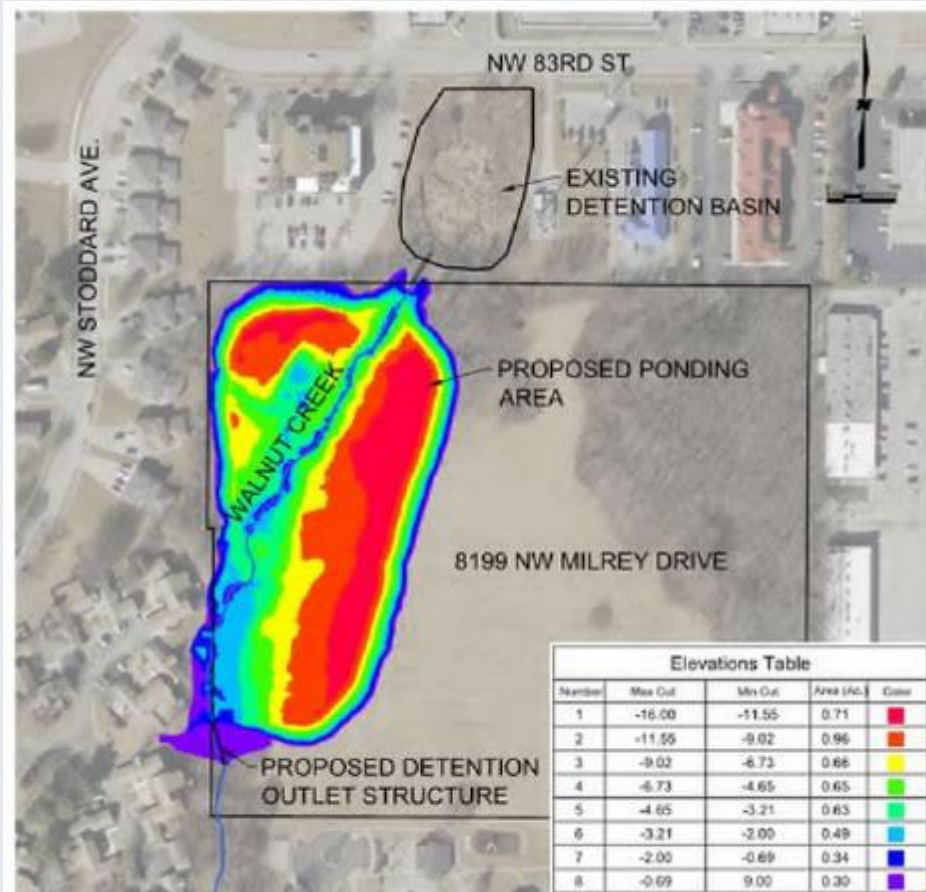 NW 83RD ST.
NW STODDARD AVE.
N
EXISTING
DETENTION BASIN
PROPOSED PONDING
AREA
WALNUT CREEK
8199 NW MILREY DRIVE
PROPOSED DETENTION
OUTLET STRUCTURE
Elevations Table
Number Max Cut Min Cut Area (Ac.) Color
1 -16.00 -11.55 0.71
2 -11.55 -9.02 0.96
3 -9.02 -6.73 0.66
4 -6.73 -4.65 0.65
5 -4.65 -3.21 0.63
6 -3.21 -2.00 0.49
7 -2.00 -0.69 0.34
8 -0.69 9.00 0.30